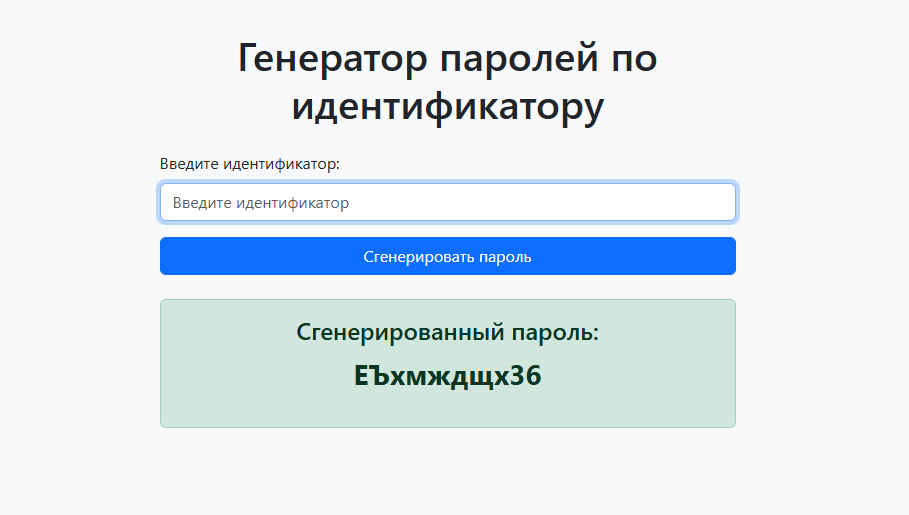 Генератор паролей по
идентификатору
Введите идентификатор:
Введите идентификатор
Сгенерировать пароль
Сгенерированный пароль:
ЕЪхмждщх36